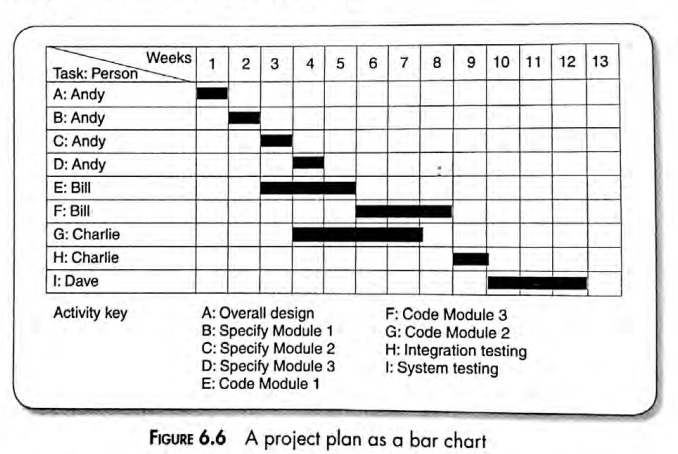 Weeks 1 2 3 4 5 6 7 8 9 10 11 12 13
Task: Person
A: Andy
B: Andy
C: Andy
D: Andy
E: Bill
F: Bill
G: Charlie
H: Charlie
I: Dave
Activity key
A: Overall design
B: Specify Module 1
C: Specify Module 2
D: Specify Module 3
E: Code Module 1
F: Code Module 3
G: Code Module 2
H: Integration testing
I: System testing
FIGURE 6.6 A project plan as a bar chart